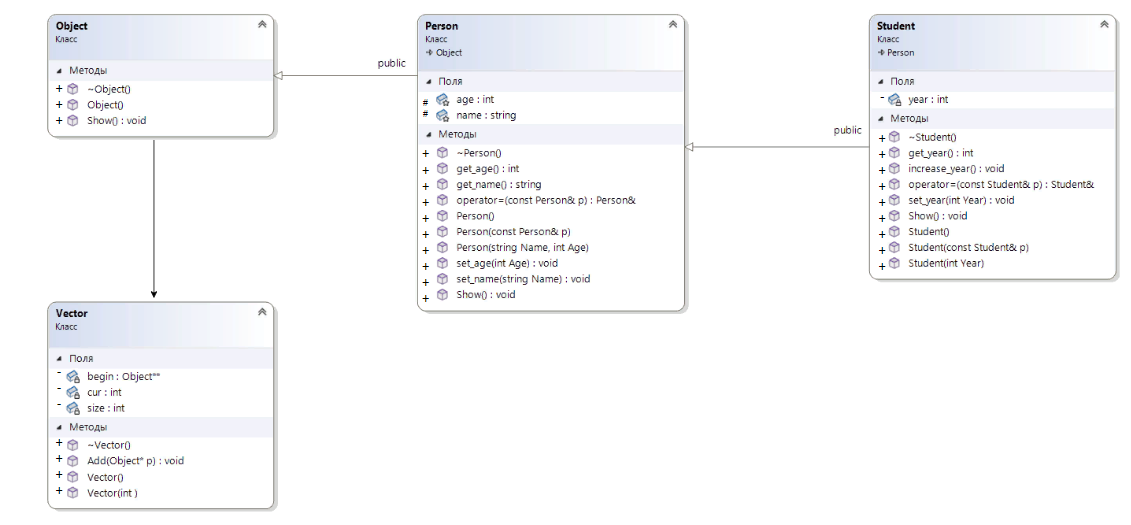 Object
Класс
Методы
+ ~Object()
+ Object()
+ Show() : void
public
Person
Класс
Object
Поля
# age : int
# name : string
Методы
+ ~Person()
+ get_age() : int
+ get_name() : string
+ operator=(const Person& p) : Person&
+ Person()
+ Person(const Person& p)
+ Person(string Name, int Age)
+ set_age(int Age) : void
+ set_name(string Name) : void
+ Show() : void
public
Student
Класс
Person
Поля
- year : int
Методы
+ ~Student()
+ get_year() : int
+ increase_year() : void
+ operator=(const Student& p) : Student&
+ set_year(int Year) : void
+ Show() : void
+ Student()
+ Student(const Student& p)
+ Student(int Year)
Vector
Класс
Поля
- begin : Object**
- cur : int
- size : int
Методы
+ ~Vector()
+ Add(Object* p) : void
+ Vector()
+ Vector(int )